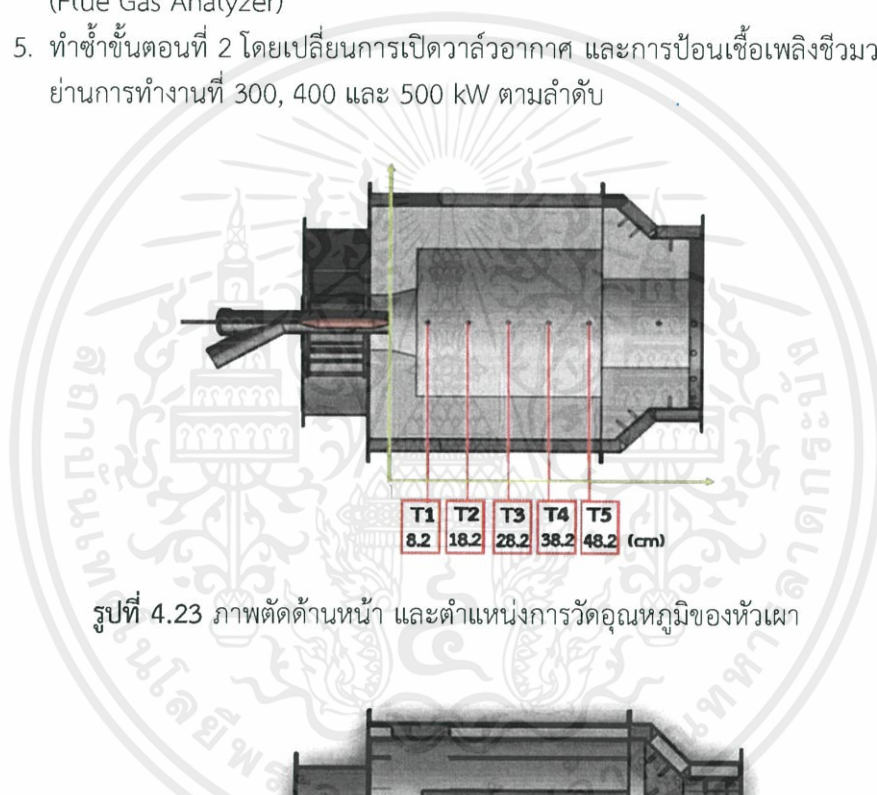 (Flue Gas Analyzer)
5. ทำซ้ำขั้นตอนที่ 2 โดยเปลี่ยนการเปิดวาล์วอากาศ และการป้อนเชื้อเพลิงชีวมว
ย่านการทำงานที่ 300, 400 และ 500 kW ตามลำดับ
T1 T2 T3 T4 T5
8.2 18.2 28.2 38.2 48.2 (cm)
รูปที่ 4.23 ภาพตัดด้านหน้า และตำแหน่งการวัดอุณหภูมิของหัวเผา